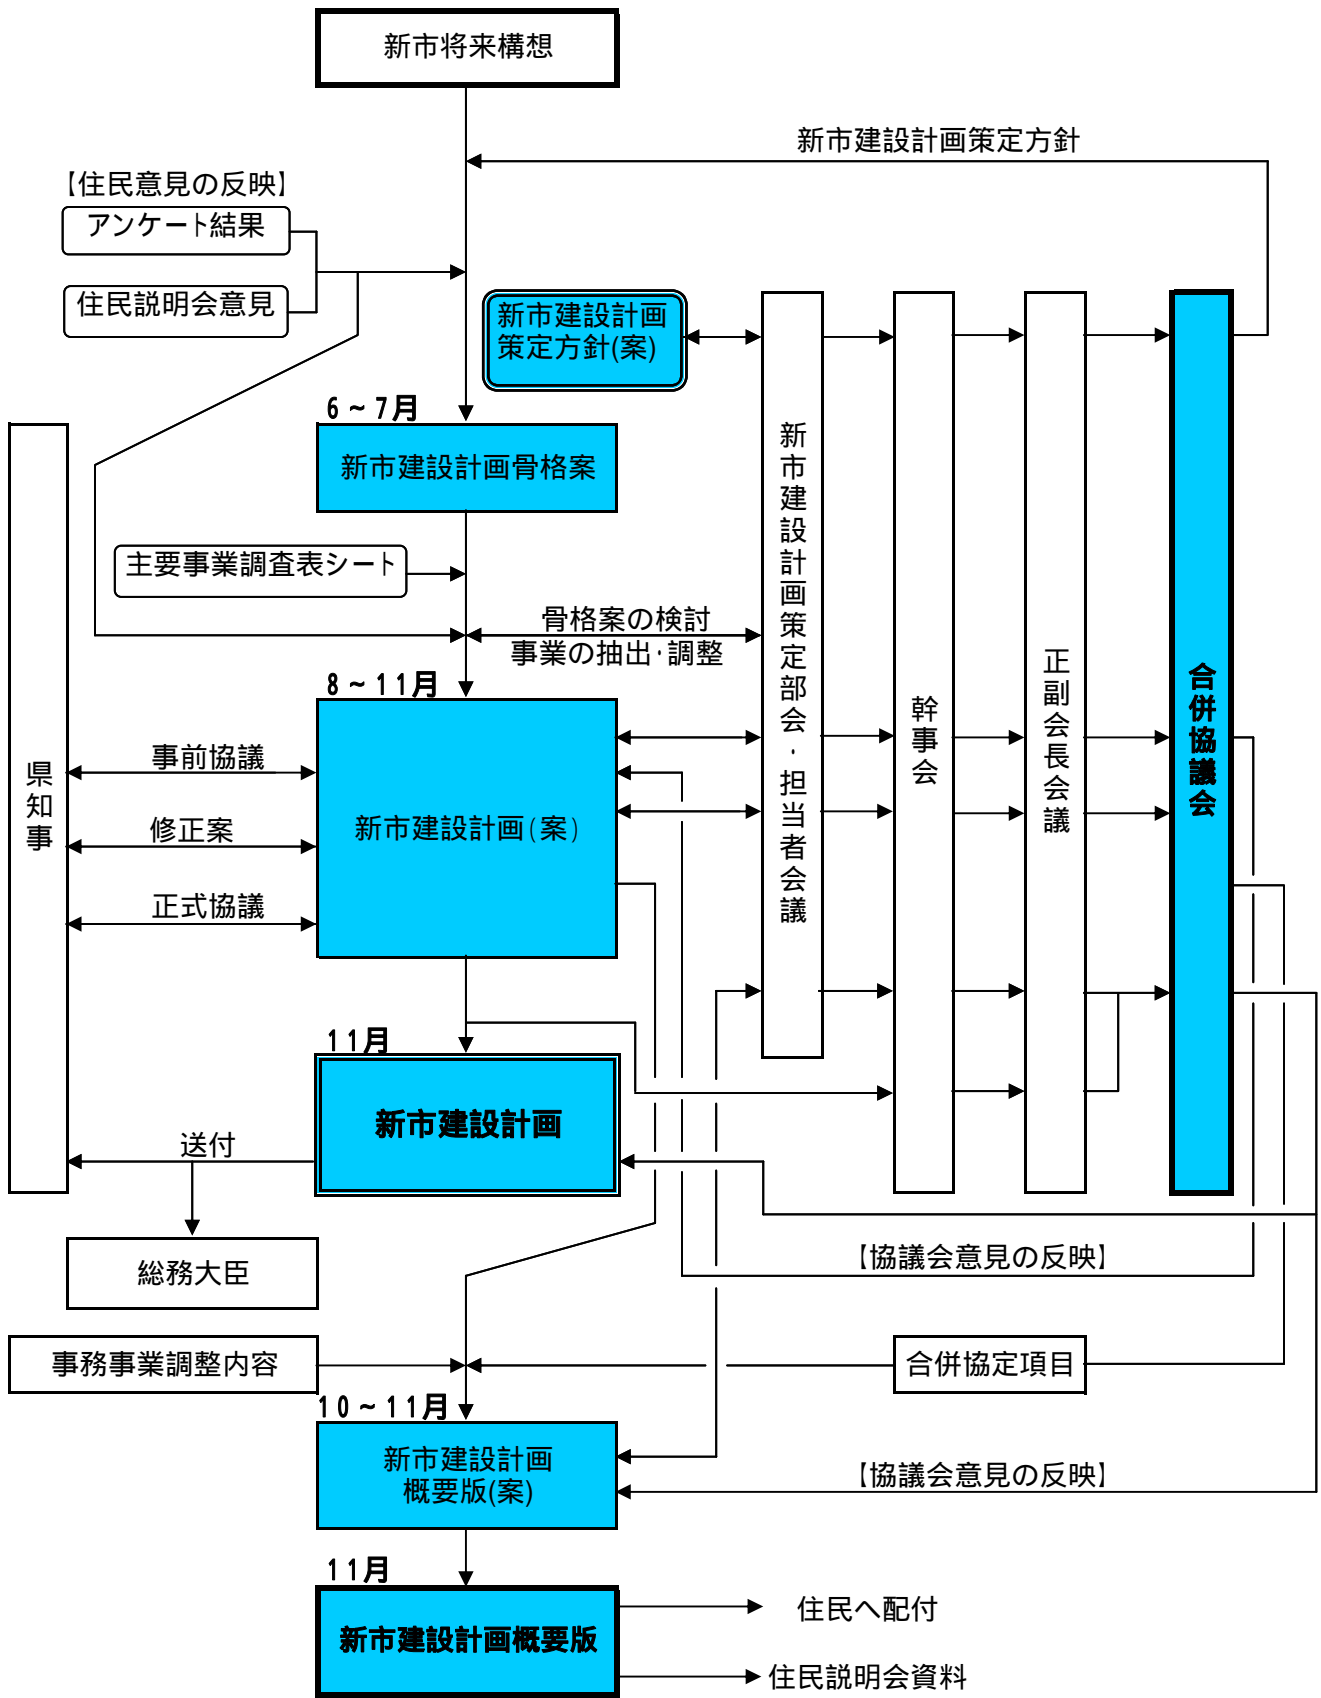 新市将来構想
新市建設計画策定方針
【住民意見の反映】
アンケート結果
住民説明会意見
新市建設計画
策定方針(案)
6～7月
新市建設計画骨格案
主要事業調査表シート
骨格案の検討
事業の抽出・調整
8～11月
新市建設計画(案)
県知事
事前協議
修正案
正式協議
新市建設計画策定部会・担当者会議
幹事会
正副会長会議
合併協議会
11月
新市建設計画
送付
総務大臣
【協議会意見の反映】
事務事業調整内容
合併協定項目
10～11月
新市建設計画
概要版(案)
【協議会意見の反映】
11月
新市建設計画概要版
住民へ配付
住民説明会資料